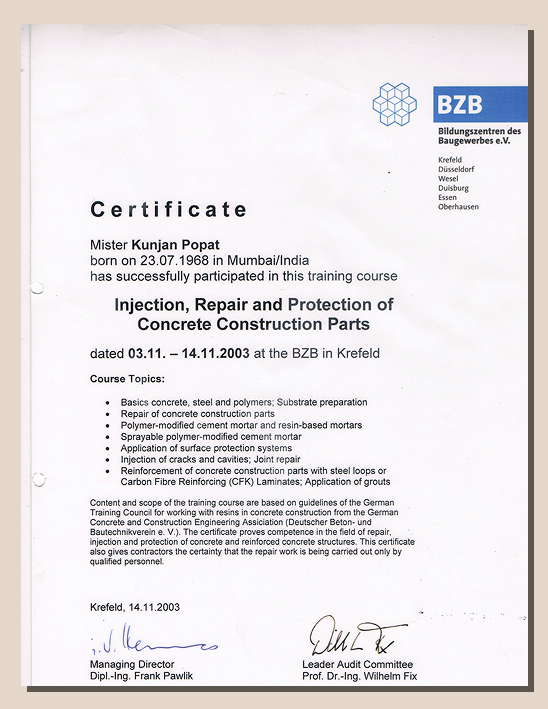 BZB
Bildungszentren des
Baugewerbes e.V.
Krefeld
Düsseldorf
Wesel
Duisburg
Essen
Oberhausen
Certificate
Mister Kunjan Popat
born on 23.07.1968 in Mumbai/India
has successfully participated in this training course
Injection, Repair and Protection of
Concrete Construction Parts
dated 03.11. – 14.11.2003 at the BZB in Krefeld
Course Topics:
• Basics concrete, steel and polymers; Substrate preparation
• Repair of concrete construction parts
• Polymer-modified cement mortar and resin-based mortars
• Sprayable polymer-modified cement mortar
• Application of surface protection systems
• Injection of cracks and cavities; Joint repair
• Reinforcement of concrete construction parts with steel loops or
Carbon Fibre Reinforcing (CFK) Laminates; Application of grouts
Content and scope of the training course are based on guidelines of the German
Training Council for working with resins in concrete construction from the German
Concrete and Construction Engineering Assiciation (Deutscher Beton- und
Bautechnikverein e. V.). The certificate proves competence in the field of repair,
injection and protection of concrete and reinforced concrete structures. This certificate
also gives contractors the certainty that the repair work is being carried out only by
qualified personnel.
Krefeld, 14.11.2003
Managing Director
Dipl.-Ing. Frank Pawlik
Leader Audit Committee
Prof. Dr.-Ing. Wilhelm Fix